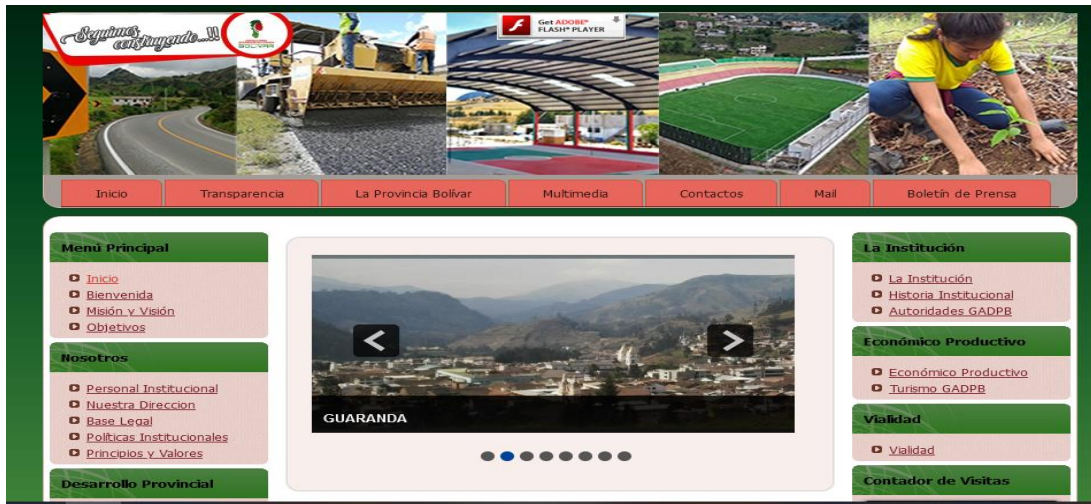 Seguimos
construyendo...!!
BOLÍVAR
Get ADOBE®
FLASH® PLAYER
Inicio
Transparencia
La Provincia Bolívar
Multimedia
Contactos
Mail
Boletín de Prensa
Menú Principal
Inicio
Bienvenida
Misión y Visión
Objetivos
Nosotros
Personal Institucional
Nuestra Direccion
Base Legal
Políticas Institucionales
Principios y Valores
Desarrollo Provincial
GUARANDA
La Institución
La Institución
Historia Institucional
Autoridades GADPB
Económico Productivo
Económico Productivo
Turismo GADPB
Vialidad
Vialidad
Contador de Visitas